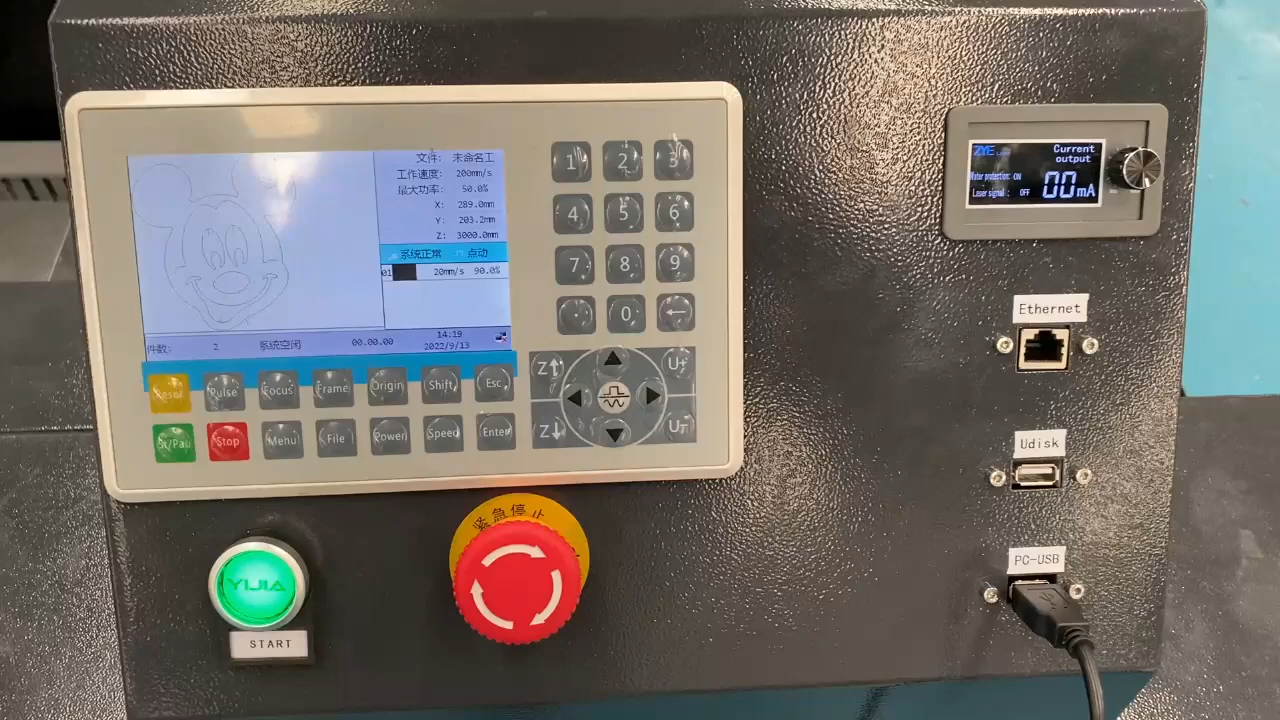 文件: 未命名工
工作速度: 200mm/s
最大功率: 50.0%
X: 289.0mm
Y: 203.2mm
Z: 3000.0mm
系统正常 点动
01 20mm/s 90.0%
件数: 2 系统空闲 00.00.00 14:19
2022/9/13
1 2 3
4 5 6
7 8 9
. 0 ←
Reset Pulse Focus Frame Origin Shift Esc
St/Pau Stop Menu File Power Speed Enter
Z↑ U+
Z↓ U-
ZYE Current
output
Water protection: ON
Laser signal : OFF 00mA
Ethernet
Udisk
PC-USB
紧急停止
YIJIA
START